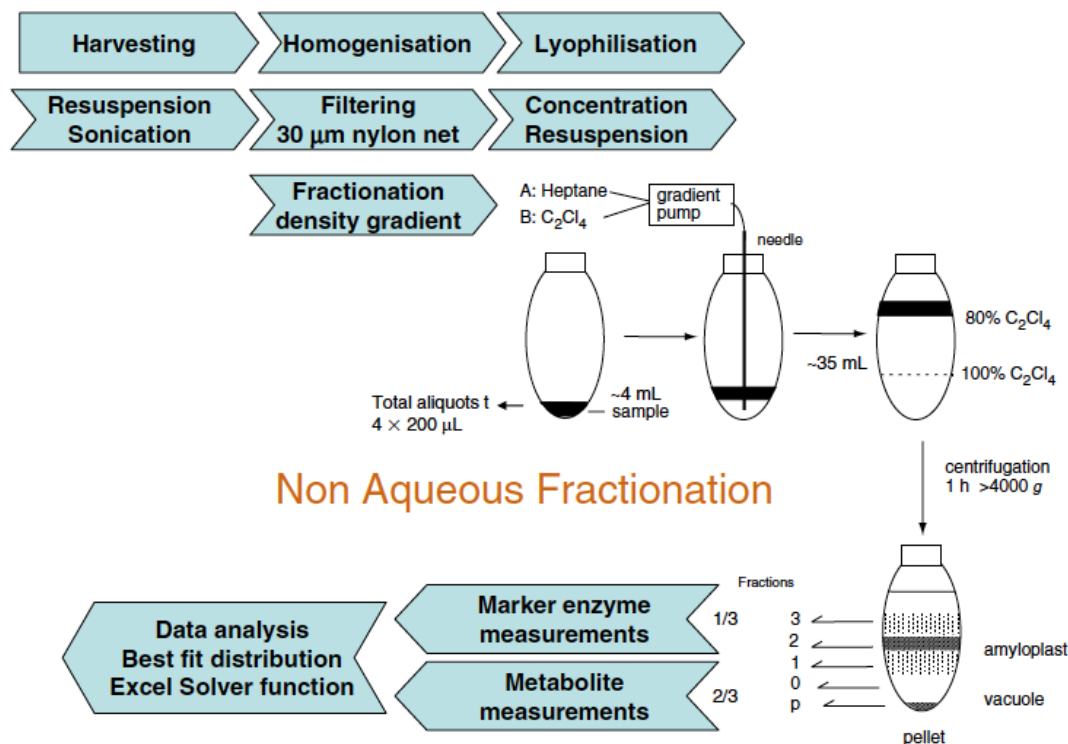 Harvesting
Homogenisation
Lyophilisation
Resuspension
Sonication
Filtering
30 µm nylon net
Concentration
Resuspension
Fractionation
density gradient
A: Heptane
B: C₂Cl₄
gradient
pump
needle
80% C₂Cl₄
~35 mL
100% C₂Cl₄
Total aliquots t
4 × 200 µL
~4 mL
sample
centrifugation
1 h >4000 g
Non Aqueous Fractionation
Fractions
3
2
1
0
p
amyloplast
vacuole
pellet
Marker enzyme
measurements
1/3
Metabolite
measurements
2/3
Data analysis
Best fit distribution
Excel Solver function